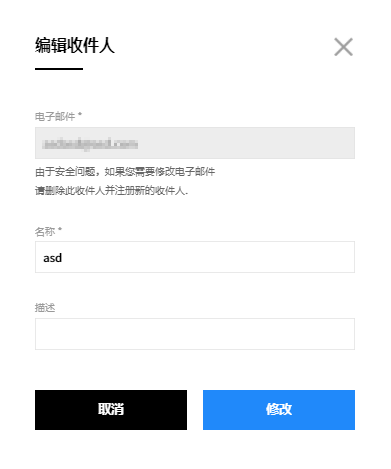 编辑收件人
电子邮件 *
由于安全问题，如果您需要修改电子邮件
请删除此收件人并注册新的收件人.
名称 *
asd
描述
取消
修改